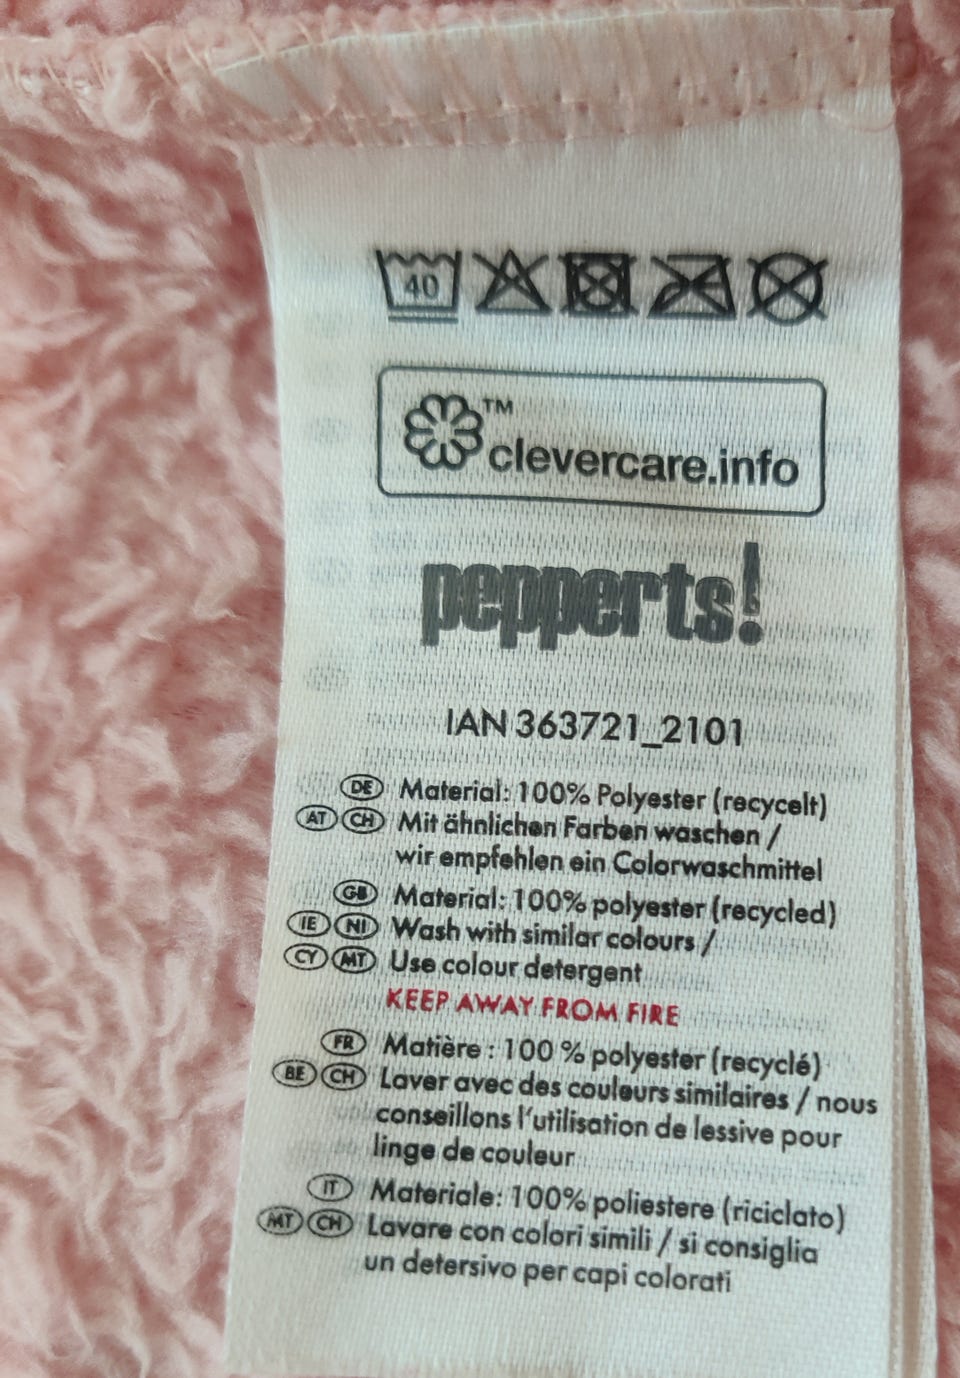 40
™
clevercare.info
pepperts!
IAN 363721_2101
DE Material: 100% Polyester (recycelt)
AT CH Mit ähnlichen Farben waschen /
wir empfehlen ein Colorwaschmittel
GB Material: 100% polyester (recycled)
IE NI Wash with similar colours /
CY MT Use colour detergent
KEEP AWAY FROM FIRE
FR Matière : 100 % polyester (recyclé)
BE CH Laver avec des couleurs similaires / nous
conseillons l'utilisation de lessive pour
linge de couleur
IT Materiale: 100% poliestere (riciclato)
MT CH Lavare con colori simili / si consiglia
un detersivo per capi colorati